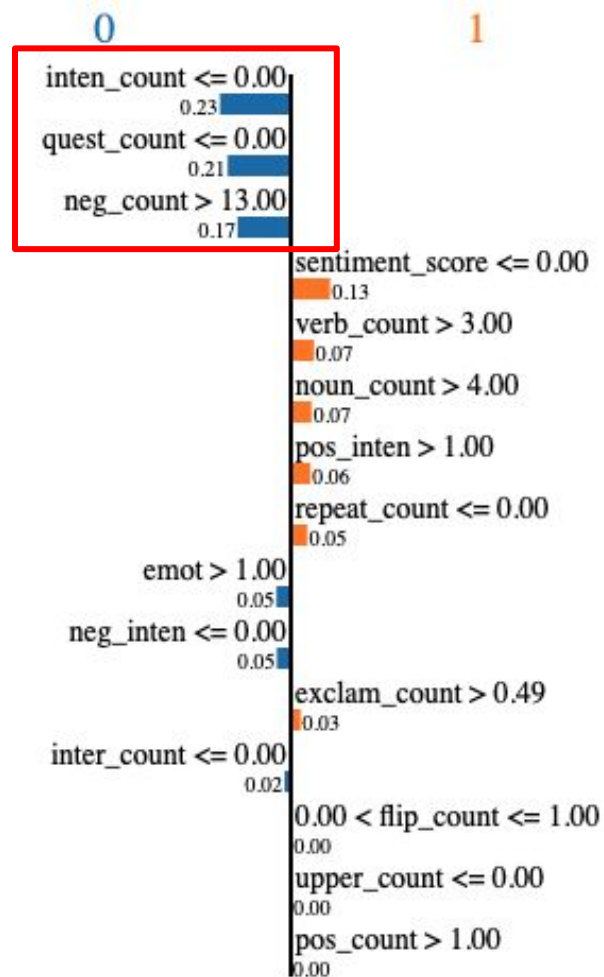 0 1
inten_count <= 0.00
0.23
quest_count <= 0.00
0.21
neg_count > 13.00
0.17
sentiment_score <= 0.00
0.13
verb_count > 3.00
0.07
noun_count > 4.00
0.07
pos_inten > 1.00
0.06
repeat_count <= 0.00
0.05
emot > 1.00
0.05
neg_inten <= 0.00
0.05
exclam_count > 0.49
0.03
inter_count <= 0.00
0.02
0.00 < flip_count <= 1.00
0.00
upper_count <= 0.00
0.00
pos_count > 1.00
0.00